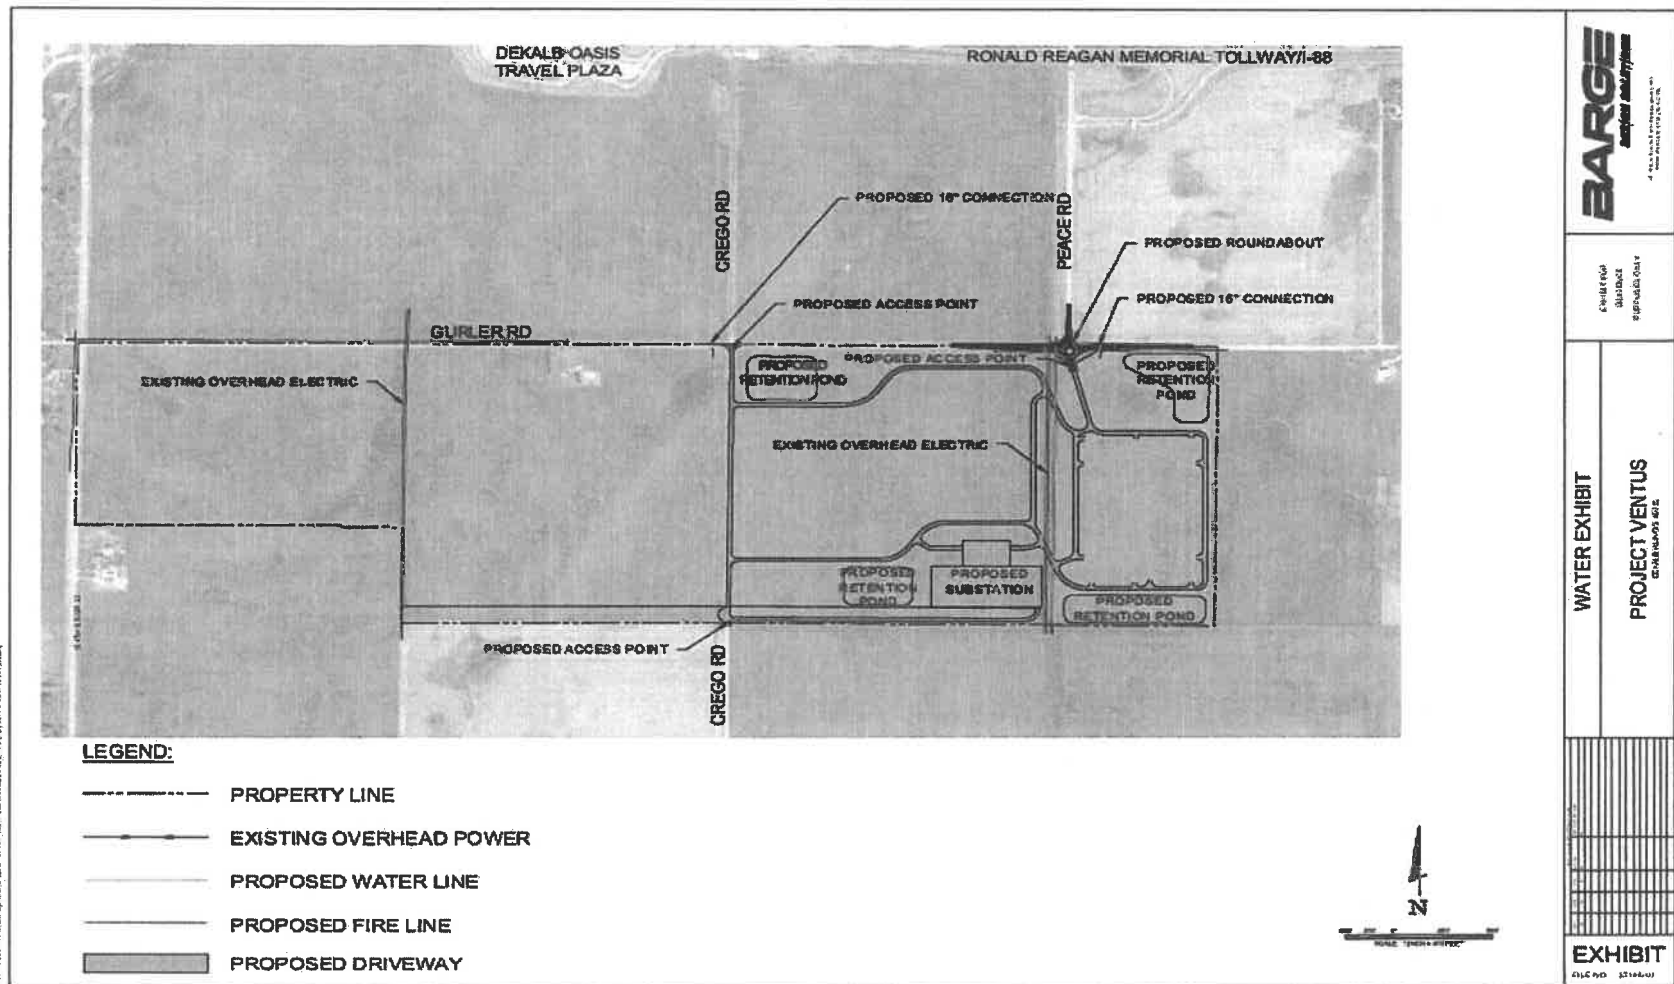 DEKALB OASIS
TRAVEL PLAZA
RONALD REAGAN MEMORIAL TOLLWAY/I-88
CREGO RD
PROPOSED 16" CONNECTION
PEACE RD
PROPOSED ROUNDABOUT
PROPOSED 16" CONNECTION
PROPOSED ACCESS POINT
GURLER RD
PROPOSED ACCESS POINT
PROPOSED
RETENTION POND
PROPOSED
RETENTION
POND
EXISTING OVERHEAD ELECTRIC
EXISTING OVERHEAD ELECTRIC
PROPOSED
RETENTION
POND
PROPOSED
SUBSTATION
PROPOSED
RETENTION POND
PROPOSED ACCESS POINT
CREGO RD
LEGEND:
PROPERTY LINE
EXISTING OVERHEAD POWER
PROPOSED WATER LINE
PROPOSED FIRE LINE
PROPOSED DRIVEWAY
N
BARGE
DESIGN SOLUTIONS
WATER EXHIBIT
PROJECT VENTUS
EXHIBIT